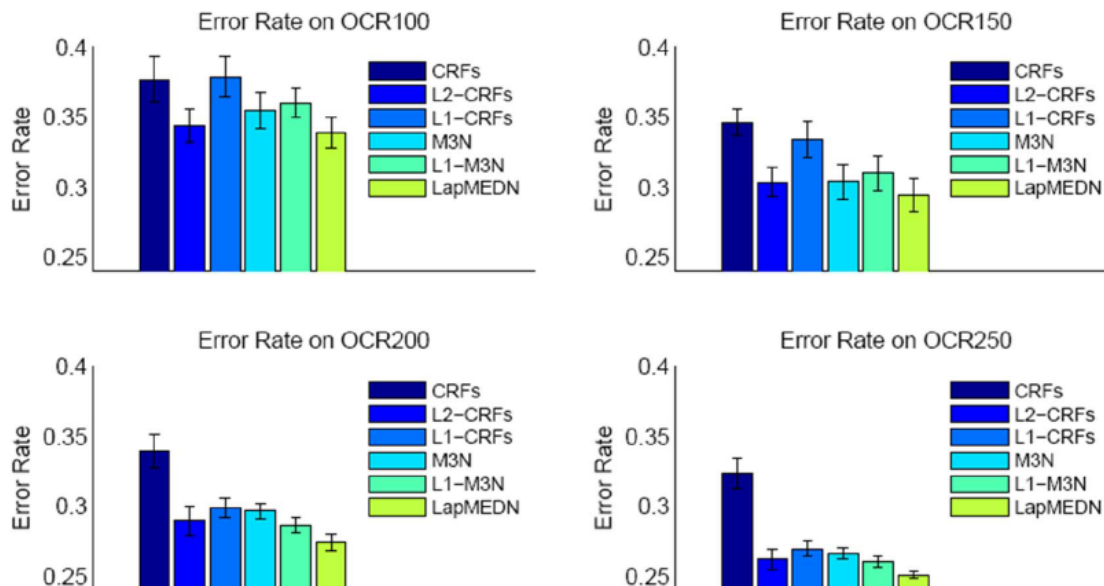 Error Rate on OCR100
0.4
0.35
0.3
0.25
Error Rate
CRFs
L2-CRFs
L1-CRFs
M3N
L1-M3N
LapMEDN
Error Rate on OCR150
0.4
0.35
0.3
0.25
Error Rate
CRFs
L2-CRFs
L1-CRFs
M3N
L1-M3N
LapMEDN
Error Rate on OCR200
0.4
0.35
0.3
0.25
Error Rate
CRFs
L2-CRFs
L1-CRFs
M3N
L1-M3N
LapMEDN
Error Rate on OCR250
0.4
0.35
0.3
0.25
Error Rate
CRFs
L2-CRFs
L1-CRFs
M3N
L1-M3N
LapMEDN